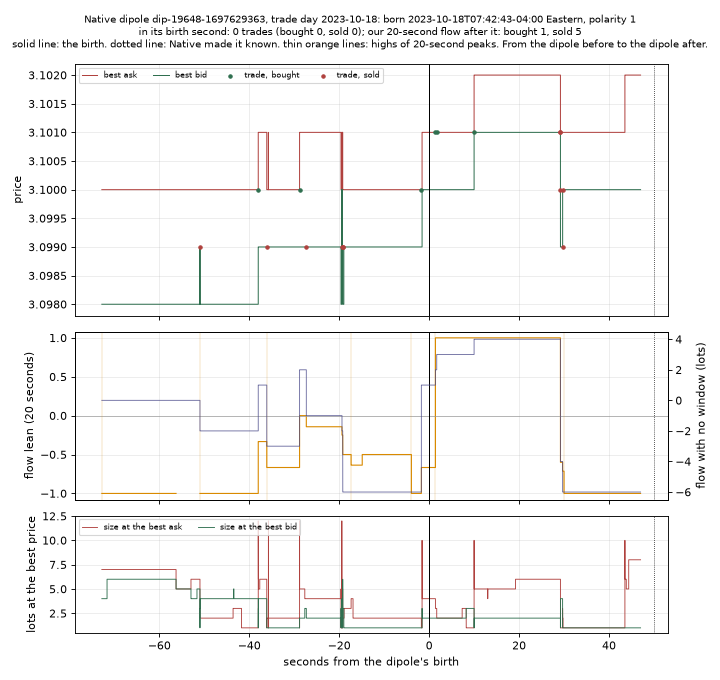 Native dipole dip-19648-1697629363, trade day 2023-10-18: born 2023-10-18T07:42:43-04:00 Eastern, polarity 1
in its birth second: 0 trades (bought 0, sold 0); our 20-second flow after it: bought 1, sold 5
solid line: the birth. dotted line: Native made it known. thin orange lines: highs of 20-second peaks. From the dipole before to the dipole after.
best ask best bid trade, bought trade, sold
3.1020
3.1015
3.1010
3.1005
3.1000
3.0995
3.0990
3.0985
3.0980
price
1.0
0.5
0.0
−0.5
−1.0
flow lean (20 seconds)
4
2
0
−2
−4
−6
flow with no window (lots)
size at the best ask size at the best bid
12.5
10.0
7.5
5.0
2.5
lots at the best price
−60 −40 −20 0 20 40
seconds from the dipole's birth